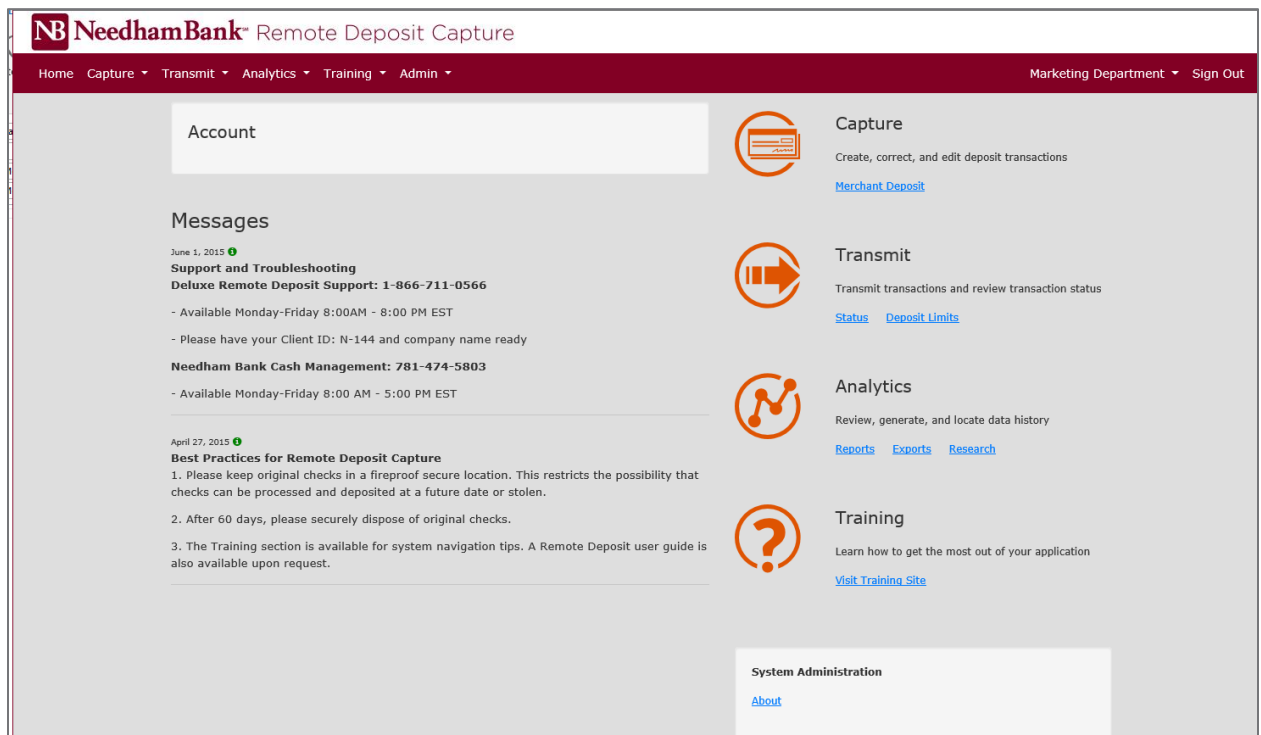 NB NeedhamBank℠ Remote Deposit Capture
Home Capture Transmit Analytics Training Admin Marketing Department Sign Out
Account
Messages
June 1, 2015
Support and Troubleshooting
Deluxe Remote Deposit Support: 1-866-711-0566
- Available Monday-Friday 8:00AM - 8:00 PM EST
- Please have your Client ID: N-144 and company name ready
Needham Bank Cash Management: 781-474-5803
- Available Monday-Friday 8:00 AM - 5:00 PM EST
April 27, 2015
Best Practices for Remote Deposit Capture
1. Please keep original checks in a fireproof secure location. This restricts the possibility that
checks can be processed and deposited at a future date or stolen.
2. After 60 days, please securely dispose of original checks.
3. The Training section is available for system navigation tips. A Remote Deposit user guide is
also available upon request.
Capture
Create, correct, and edit deposit transactions
Merchant Deposit
Transmit
Transmit transactions and review transaction status
Status Deposit Limits
Analytics
Review, generate, and locate data history
Reports Exports Research
Training
Learn how to get the most out of your application
Visit Training Site
System Administration
About